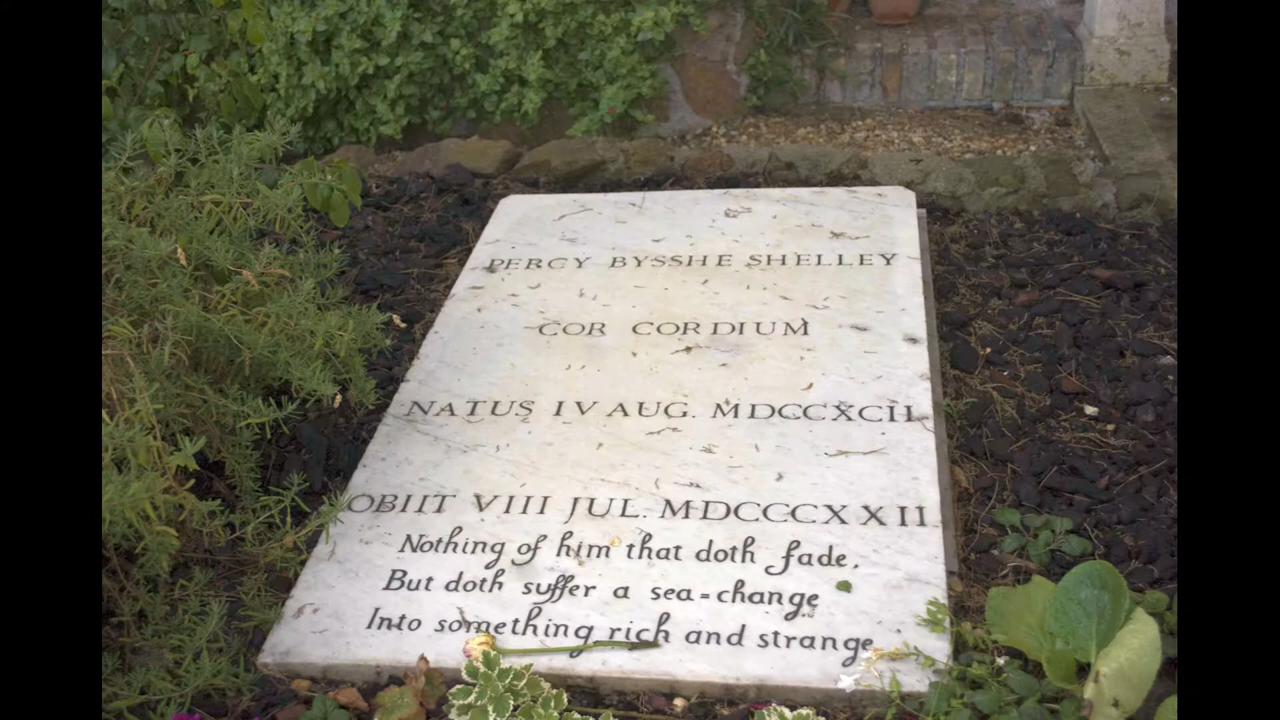 PERCY BYSSHE SHELLEY
COR CORDIUM
NATUS IV AUG. MDCCXCII
OBIIT VIII JUL. MDCCCXXII
Nothing of him that doth fade,
But doth suffer a sea=change
Into something rich and strange